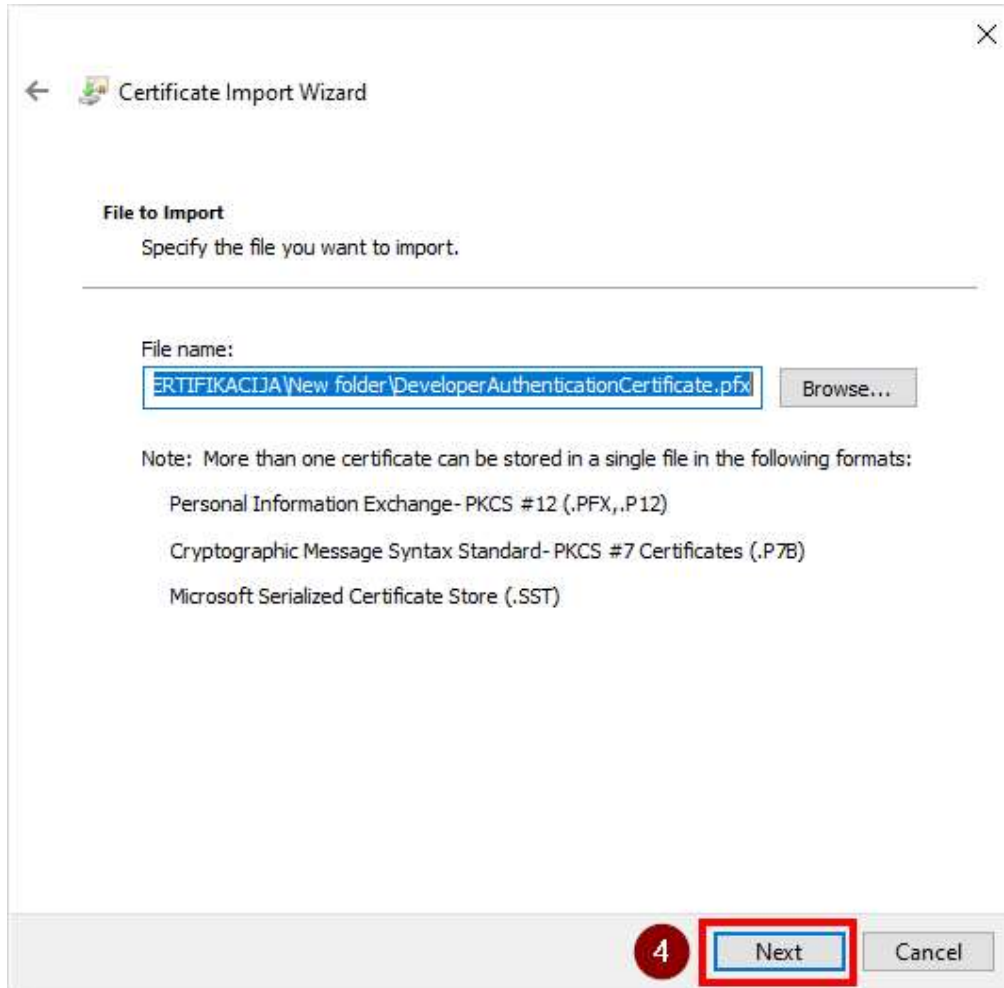 Certificate Import Wizard
File to Import
Specify the file you want to import.
File name:
ERTIFIKACIJA\New folder\DeveloperAuthenticationCertificate.pfx
Browse...
Note: More than one certificate can be stored in a single file in the following formats:
Personal Information Exchange- PKCS #12 (.PFX,.P12)
Cryptographic Message Syntax Standard- PKCS #7 Certificates (.P7B)
Microsoft Serialized Certificate Store (.SST)
4
Next
Cancel